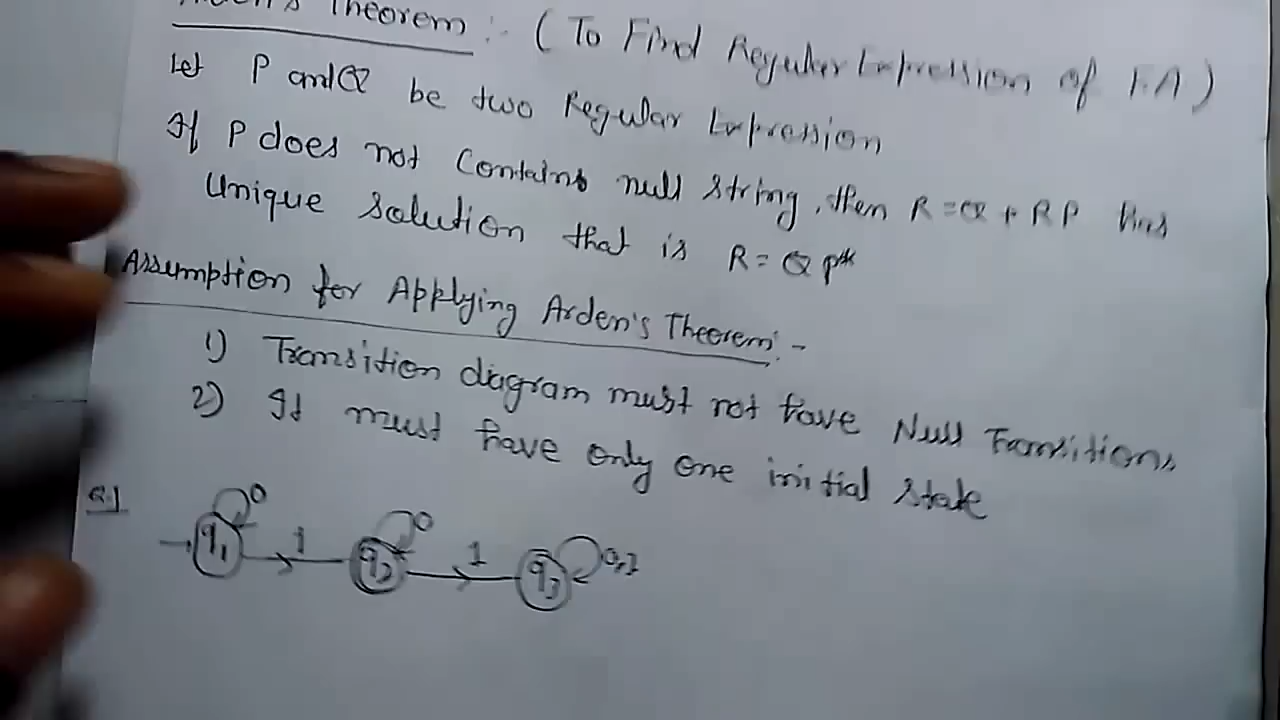 Arden's Theorem :- (To Find Regular Expression of F.A)
Let P and Q be two Regular Expression
If P does not Contains null string, then R = Q + RP has
Unique Solution that is R = QP*
Assumption for Applying Arden's Theorem :-
1) Transition diagram must not have Null Transitions
2) It must have only one initial state
Q.1
0 0
q1 1 q2 1 q3 0,1